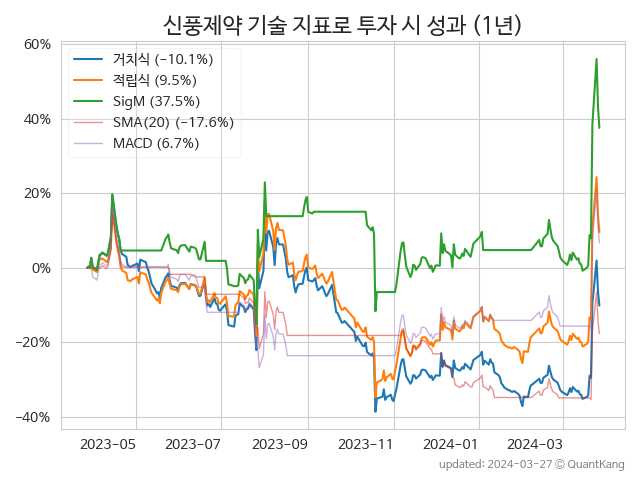 신풍제약 기술 지표로 투자 시 성과 (1년)
60%
40%
20%
0%
−20%
−40%
거치식 (−10.1%)
적립식 (9.5%)
SigM (37.5%)
SMA(20) (−17.6%)
MACD (6.7%)
2023−05 2023−07 2023−09 2023−11 2024−01 2024−03
updated: 2024−03−27 © QuantKang